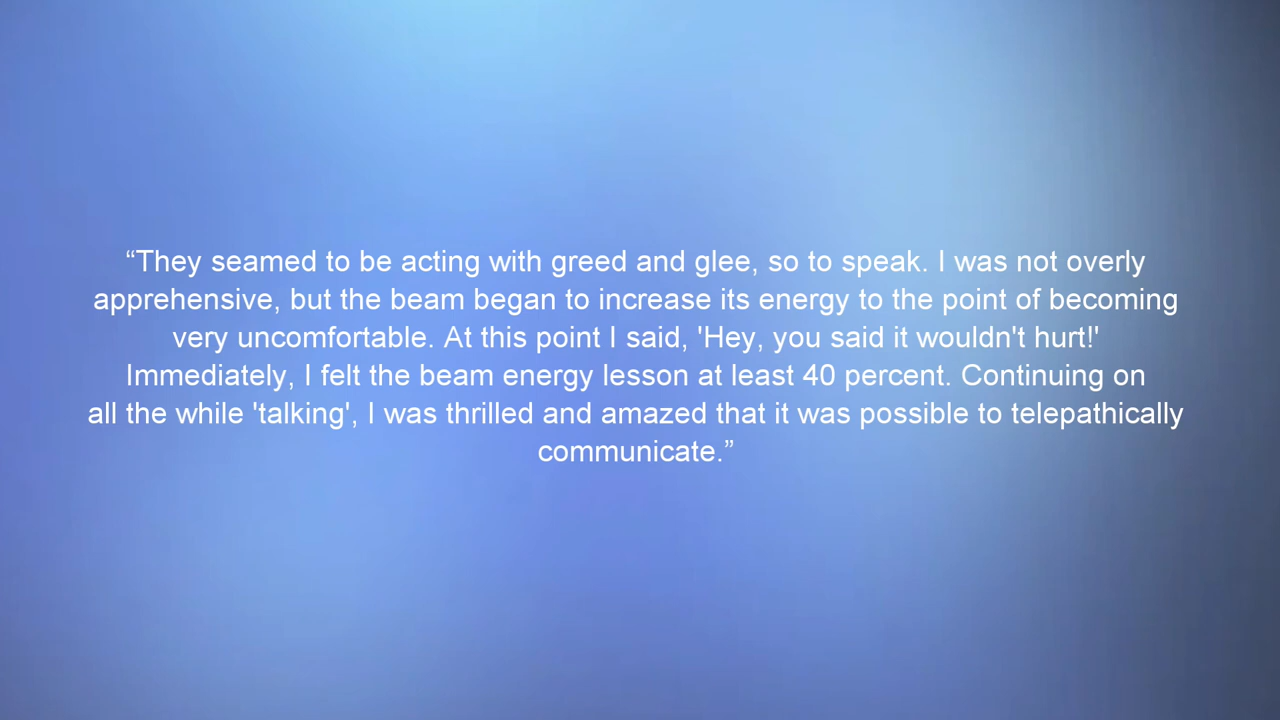 “They seamed to be acting with greed and glee, so to speak. I was not overly
apprehensive, but the beam began to increase its energy to the point of becoming
very uncomfortable. At this point I said, 'Hey, you said it wouldn't hurt!'
Immediately, I felt the beam energy lesson at least 40 percent. Continuing on
all the while 'talking', I was thrilled and amazed that it was possible to telepathically
communicate.”